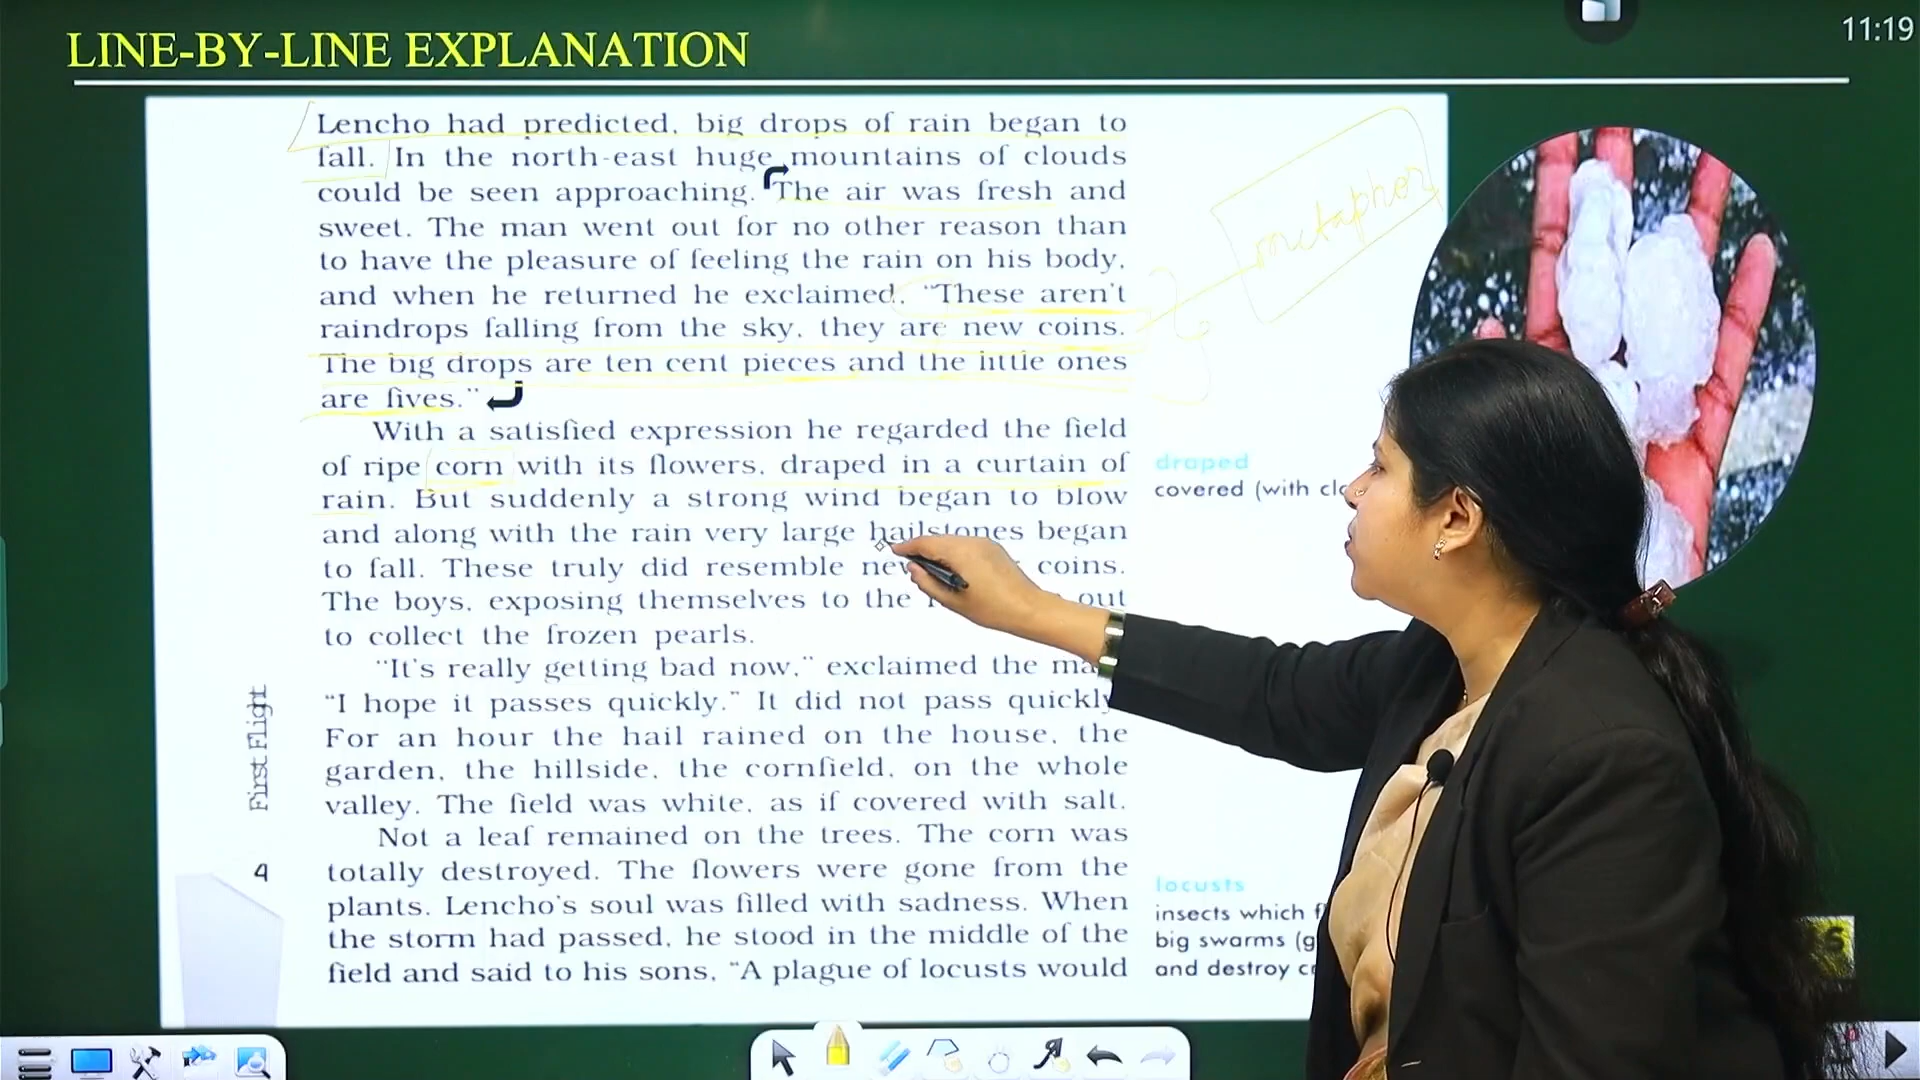 LINE-BY-LINE EXPLANATION
11:19
Lencho had predicted, big drops of rain began to
fall. In the north-east huge mountains of clouds
could be seen approaching. The air was fresh and
sweet. The man went out for no other reason than
to have the pleasure of feeling the rain on his body,
and when he returned he exclaimed, “These aren't
raindrops falling from the sky, they are new coins.
The big drops are ten cent pieces and the little ones
are fives.”
metaphor
With a satisfied expression he regarded the field
of ripe corn with its flowers, draped in a curtain of
rain. But suddenly a strong wind began to blow
and along with the rain very large hailstones began
to fall. These truly did resemble coins.
The boys, exposing themselves to the out
to collect the frozen pearls.
“It's really getting bad now,” exclaimed the
“I hope it passes quickly.” It did not pass quickly
For an hour the hail rained on the house, the
garden, the hillside, the cornfield, on the whole
valley. The field was white, as if covered with salt.
Not a leaf remained on the trees. The corn was
totally destroyed. The flowers were gone from the
plants. Lencho's soul was filled with sadness. When
the storm had passed, he stood in the middle of the
field and said to his sons, “A plague of locusts would
draped
covered (with
locusts
insects which
big swarms
and destroy
First Flight
4